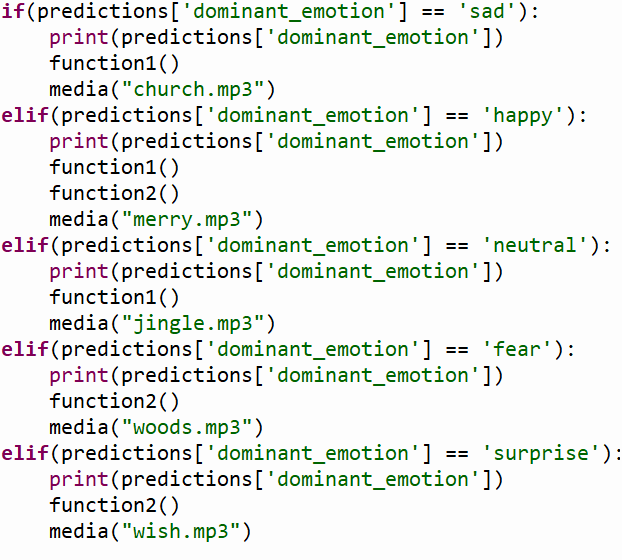 if(predictions['dominant_emotion'] == 'sad'):
    print(predictions['dominant_emotion'])
    function1()
    media("church.mp3")
elif(predictions['dominant_emotion'] == 'happy'):
    print(predictions['dominant_emotion'])
    function1()
    function2()
    media("merry.mp3")
elif(predictions['dominant_emotion'] == 'neutral'):
    print(predictions['dominant_emotion'])
    function1()
    media("jingle.mp3")
elif(predictions['dominant_emotion'] == 'fear'):
    print(predictions['dominant_emotion'])
    function2()
    media("woods.mp3")
elif(predictions['dominant_emotion'] == 'surprise'):
    print(predictions['dominant_emotion'])
    function2()
    media("wish.mp3")